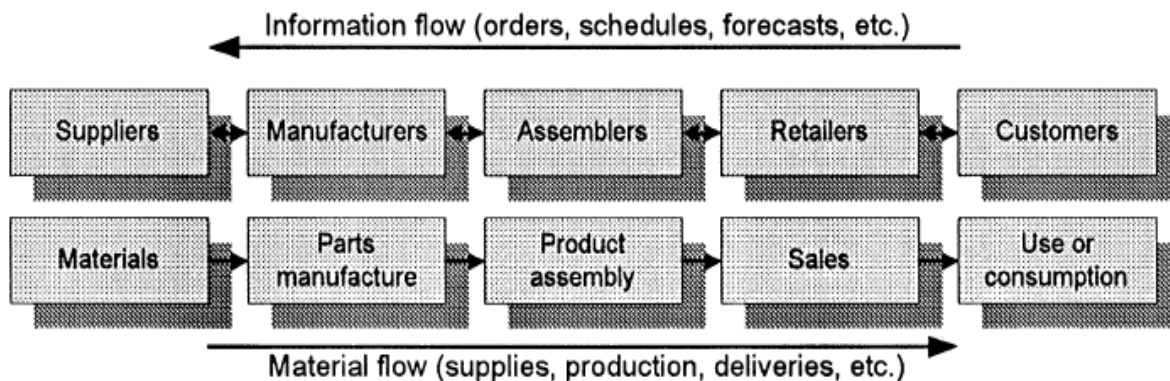 Information flow (orders, schedules, forecasts, etc.)
Suppliers
Manufacturers
Assemblers
Retailers
Customers
Materials
Parts
manufacture
Product
assembly
Sales
Use or
consumption
Material flow (supplies, production, deliveries, etc.)